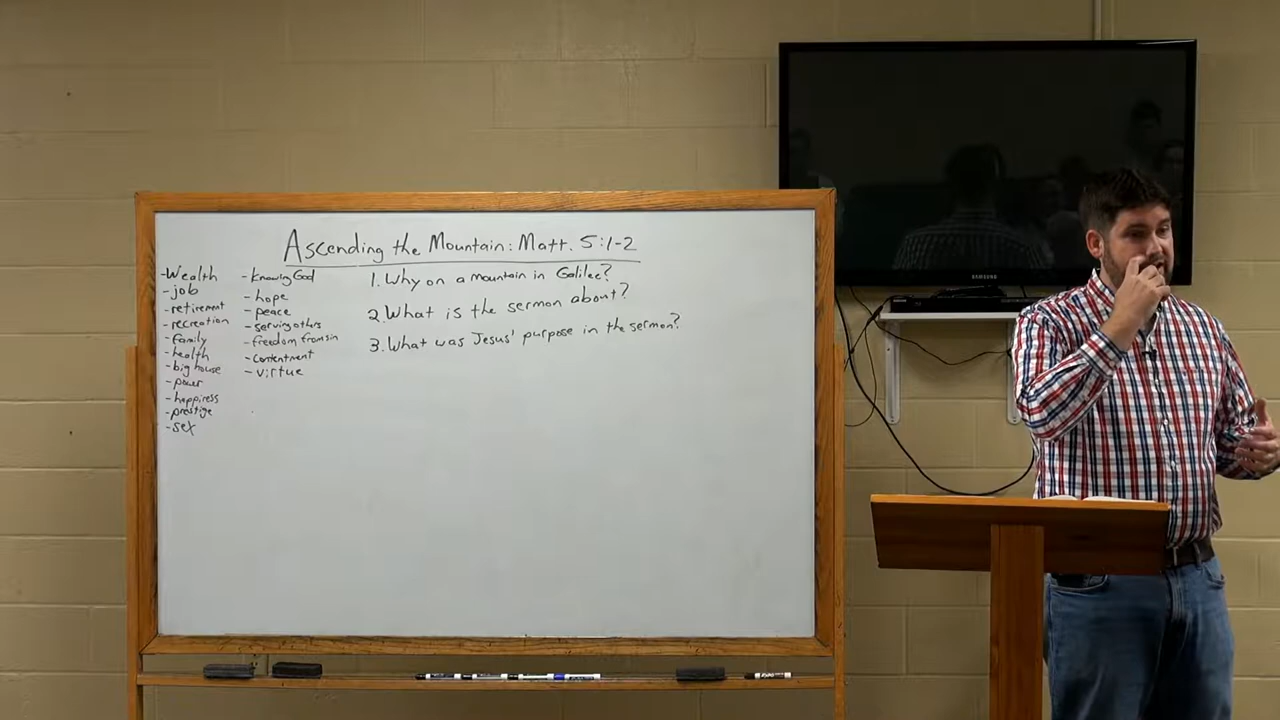 Ascending the Mountain: Matt. 5:1-2
-Wealth
-job
-retirement
-recreation
-family
-health
-big house
-power
-happiness
-prestige
-sex
-Knowing God
-hope
-peace
-serving others
-freedom from sin
-contentment
-virtue
1. Why on a mountain in Galilee?
2. What is the sermon about?
3. What was Jesus' purpose in the sermon?
SAMSUNG